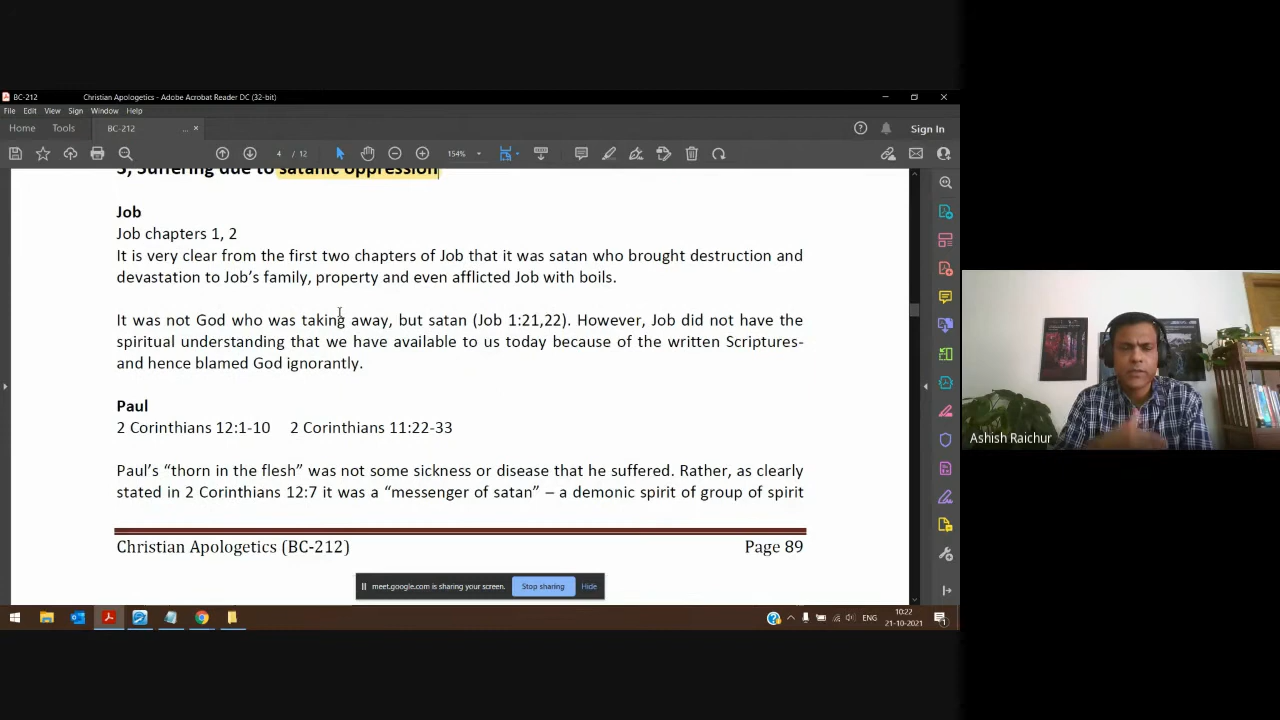 BC-212 Christian Apologetics - Adobe Acrobat Reader DC (32-bit)
File Edit View Sign Window Help
Home Tools BC-212 ... × Sign In
4 / 12 154%
Suffering due to satanic oppression
Job
Job chapters 1, 2
It is very clear from the first two chapters of Job that it was satan who brought destruction and
devastation to Job’s family, property and even afflicted Job with boils.
It was not God who was taking away, but satan (Job 1:21,22). However, Job did not have the
spiritual understanding that we have available to us today because of the written Scriptures-
and hence blamed God ignorantly.
Paul
2 Corinthians 12:1-10 2 Corinthians 11:22-33
Paul’s “thorn in the flesh” was not some sickness or disease that he suffered. Rather, as clearly
stated in 2 Corinthians 12:7 it was a “messenger of satan” – a demonic spirit of group of spirit
Christian Apologetics (BC-212) Page 89
Ashish Raichur
meet.google.com is sharing your screen. Stop sharing Hide
ENG
10:22
21-10-2021